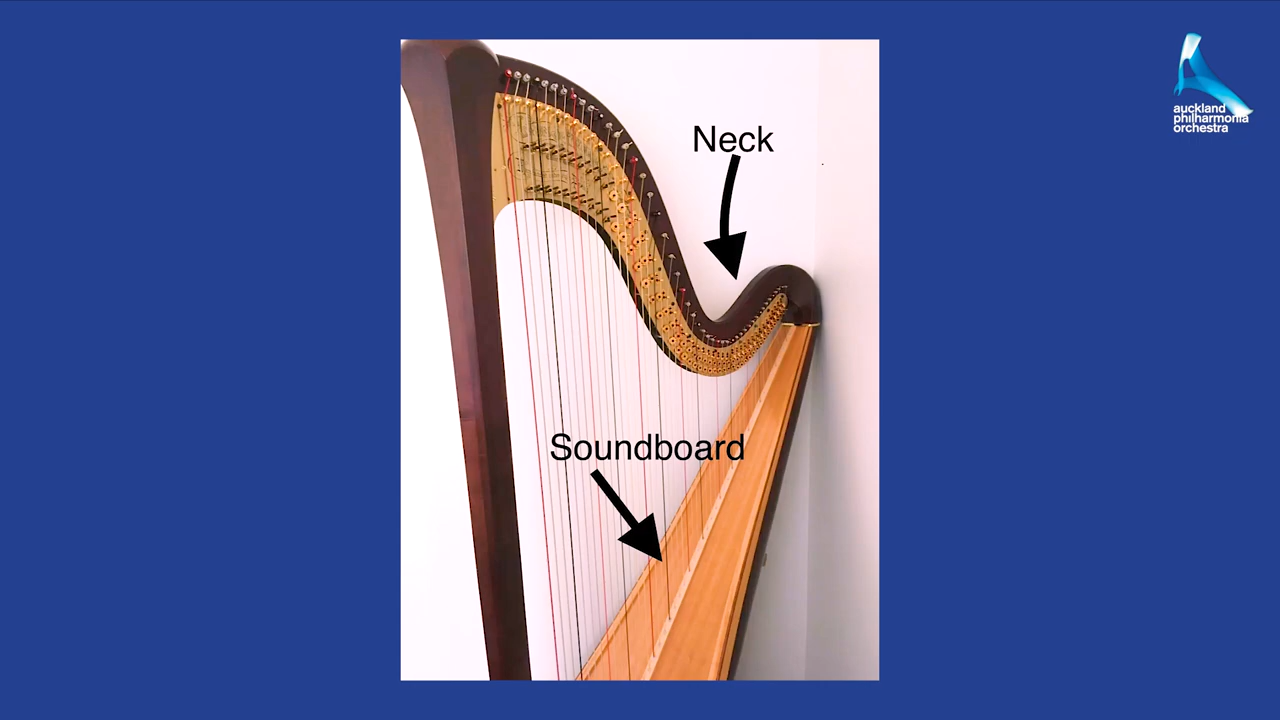 Neck
Soundboard
auckland
philharmonia
orchestra